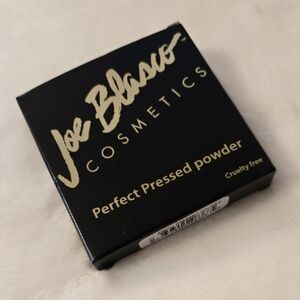 Joe Blasco
COSMETICS
Perfect Pressed powder
Cruelty free